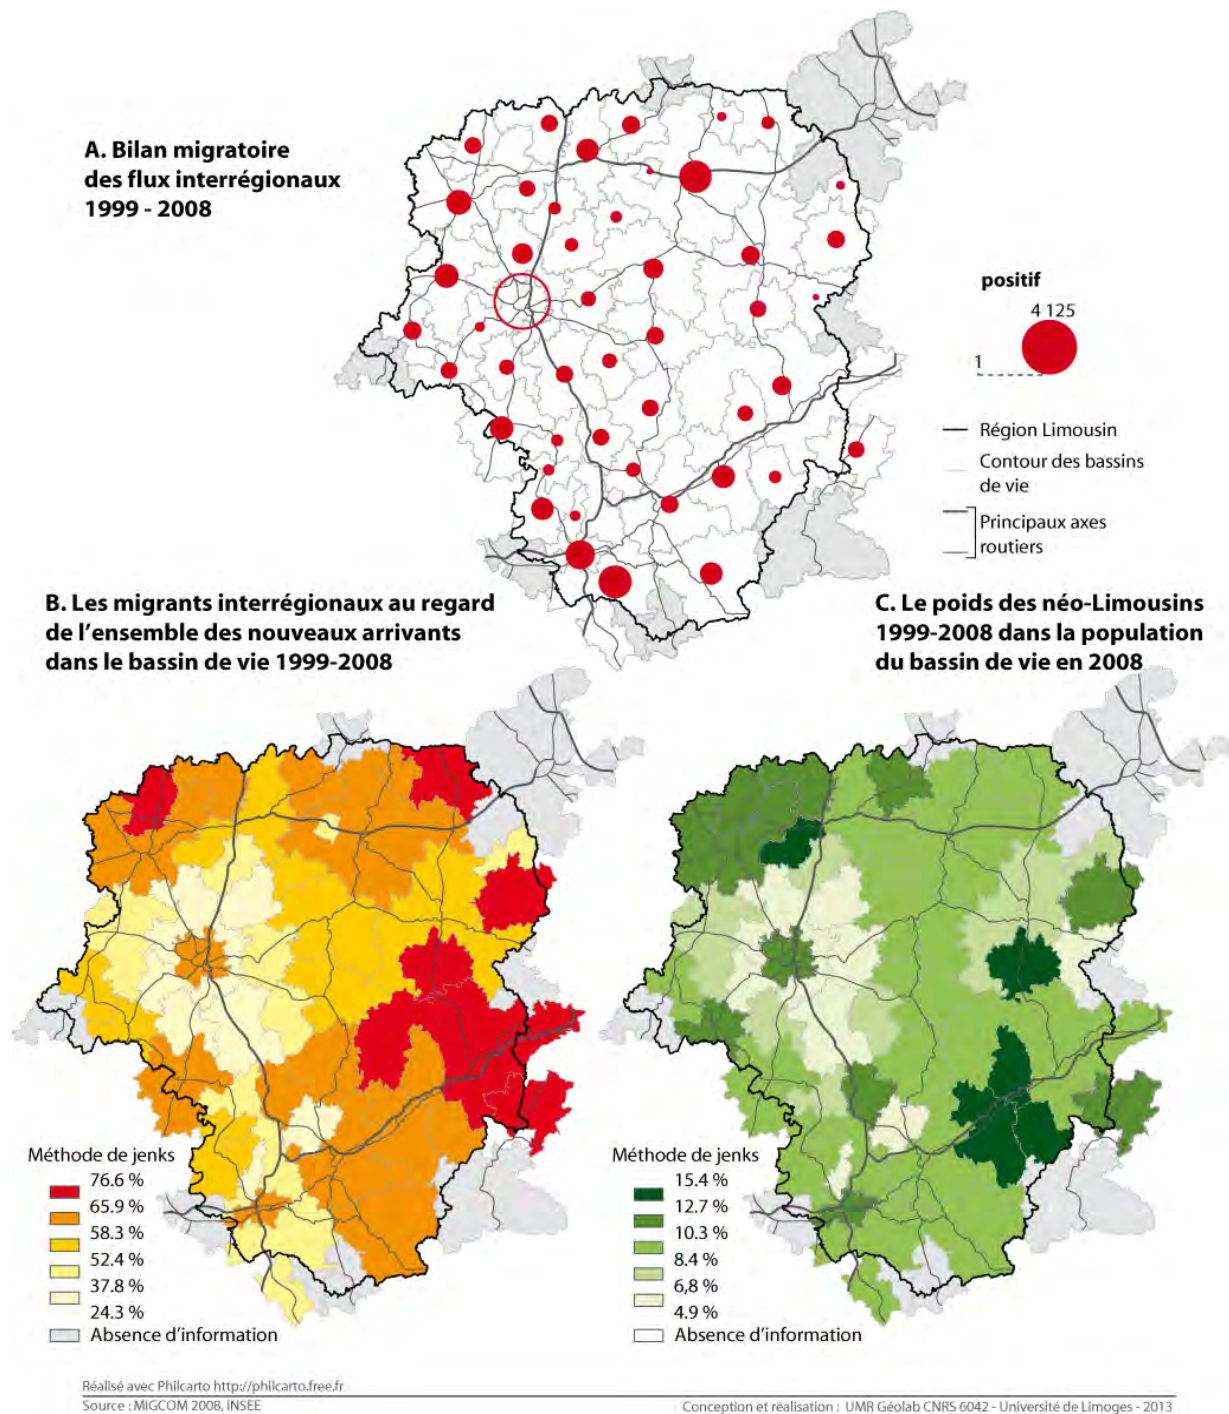 A. Bilan migratoire
des flux interrégionaux
1999 - 2008
positif
4 125
1
Région Limousin
Contour des bassins
de vie
Principaux axes
routiers
B. Les migrants interrégionaux au regard
de l'ensemble des nouveaux arrivants
dans le bassin de vie 1999-2008
C. Le poids des néo-Limousins
1999-2008 dans la population
du bassin de vie en 2008
Méthode de jenks
76.6 %
65.9 %
58.3 %
52.4 %
37.8 %
24.3 %
Absence d'information
Méthode de jenks
15.4 %
12.7 %
10.3 %
8.4 %
6,8 %
4.9 %
Absence d'information
Réalisé avec Philcarto http://philcarto.free.fr
Source : MIGCOM 2008, INSEE
Conception et réalisation : UMR Géolab CNRS 6042 - Université de Limoges - 2013